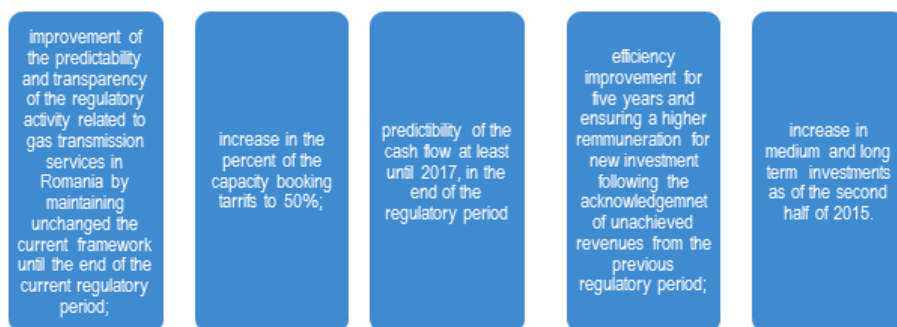 improvement of
the predictability
and transparency
of the regulatory
activity related to
gas transmission
services in
Romania by
maintaining
unchanged the
current framework
until the end of the
current regulatory
period;
increase in the
percent of the
capacity booking
tarrifs to 50%;
predictibility of the
cash flow at least
until 2017, in the
end of the
regulatory period
efficiency
improvement for
five years and
ensuring a higher
remmuneration for
new investment
following the
acknowledgemnet
of unachieved
revenues from the
previous
regulatory period;
increase in
medium and long
term investments
as of the second
half of 2015.